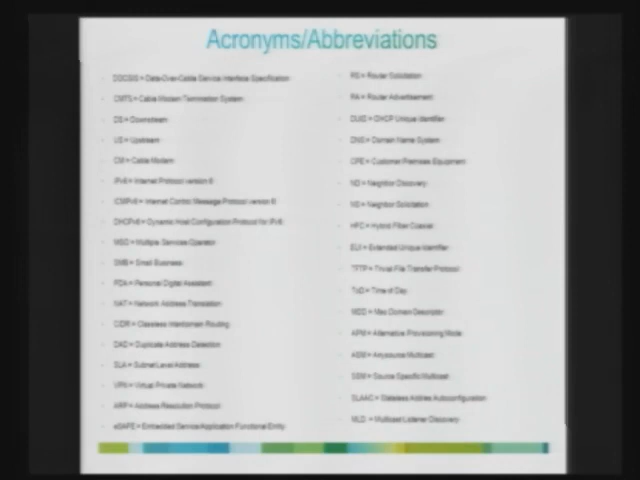 Acronyms/Abbreviations
DOCSIS = Data-Over-Cable Service Interface Specification
CMTS = Cable Modem Termination System
DS = Downstream
US = Upstream
CM = Cable Modem
IPv6 = Internet Protocol version 6
ICMPv6 = Internet Control Message Protocol version 6
DHCPv6 = Dynamic Host Configuration Protocol for IPv6
MSO = Multiple Services Operator
SMB = Small Business
PDA = Personal Digital Assistant
NAT = Network Address Translation
CIDR = Classless Interdomain Routing
DAD = Duplicate Address Detection
SLA = Subnet Level Address
VPN = Virtual Private Network
ARP = Address Resolution Protocol
eSAFE = Embedded Service/Application Functional Entity
RS = Router Solicitation
RA = Router Advertisement
DUID = DHCP Unique Identifier
DNS = Domain Name System
CPE = Customer Premises Equipment
ND = Neighbor Discovery
NS = Neighbor Solicitation
HFC = Hybrid Fiber Coaxial
EUI = Extended Unique Identifier
TFTP = Trivial File Transfer Protocol
ToD = Time of Day
MDD = Mac Domain Descriptor
APM = Alternative Provisioning Mode
ASM = Anysource Multicast
SSM = Source Specific Multicast
SLAAC = Stateless Address Autoconfiguration
MLD = Multicast Listener Discovery